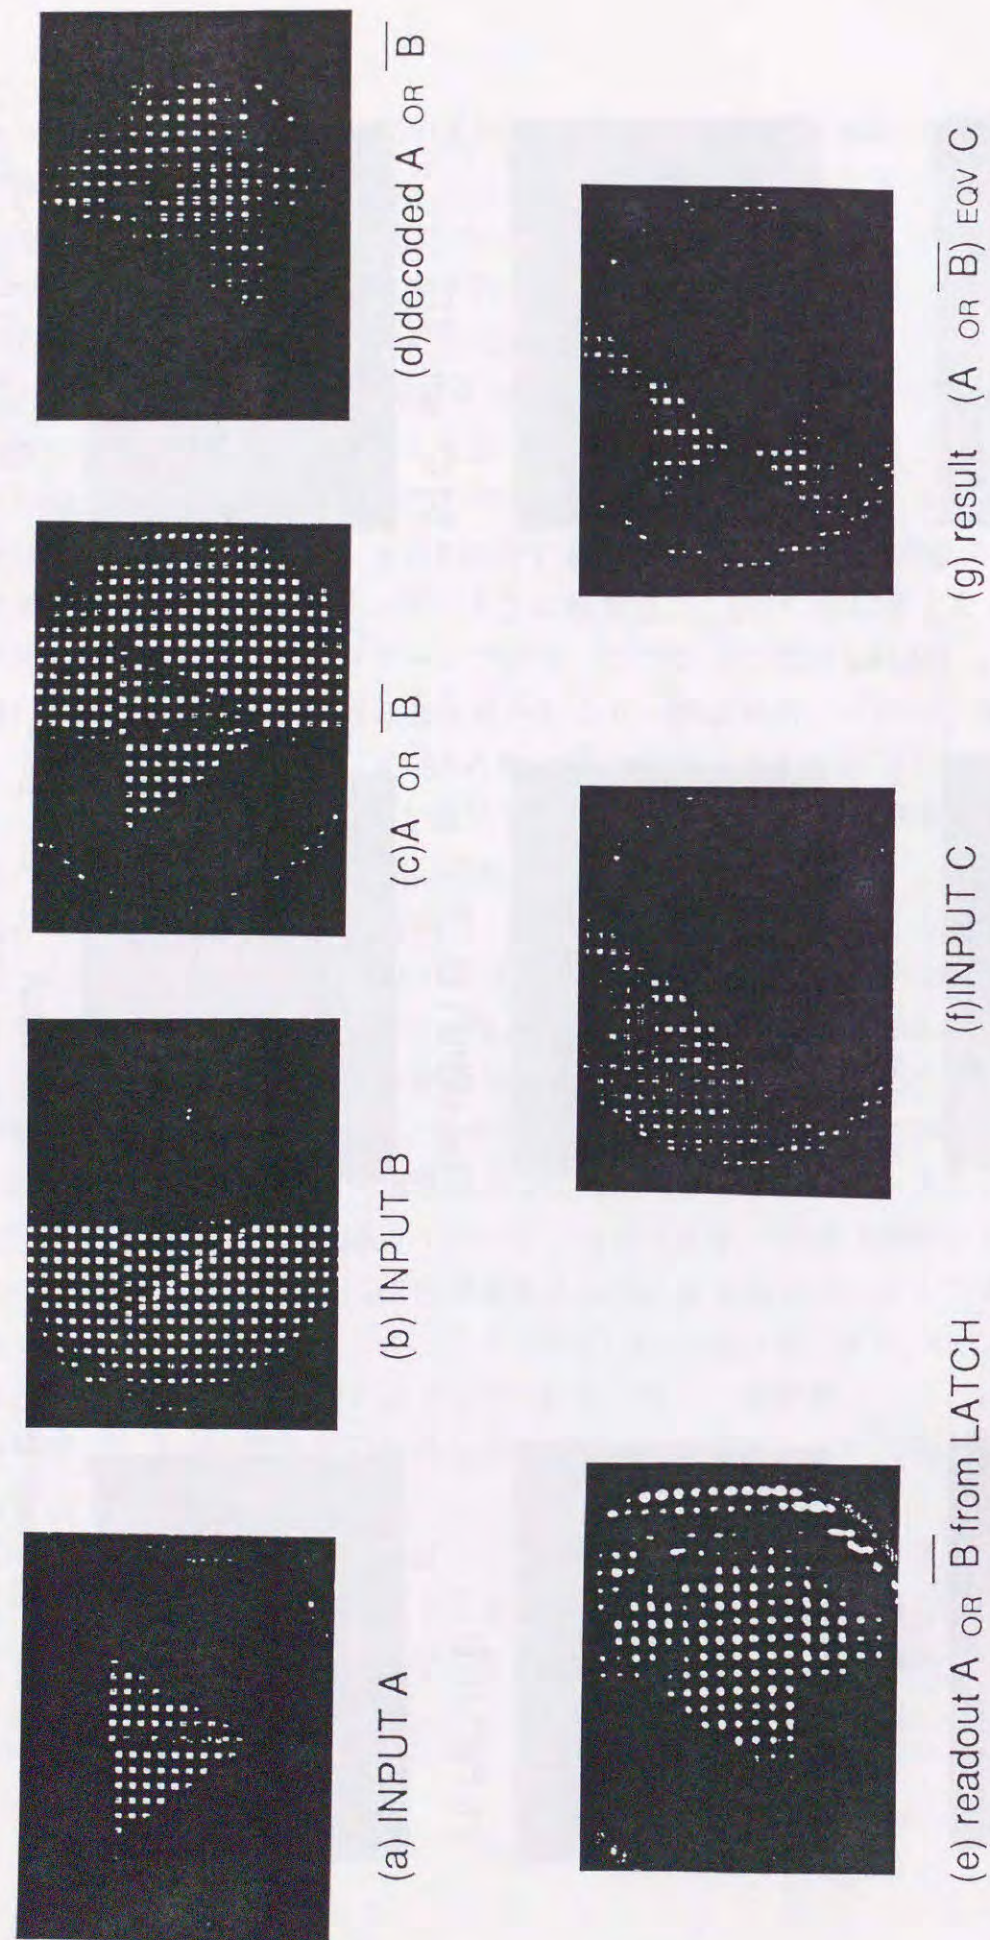 (a) INPUT A
(b) INPUT B
(c)A OR B̅
(d)decoded A OR B̅
(e) readout A OR B̅ from LATCH
(f)INPUT C
(g) result (A OR B̅) EQV C